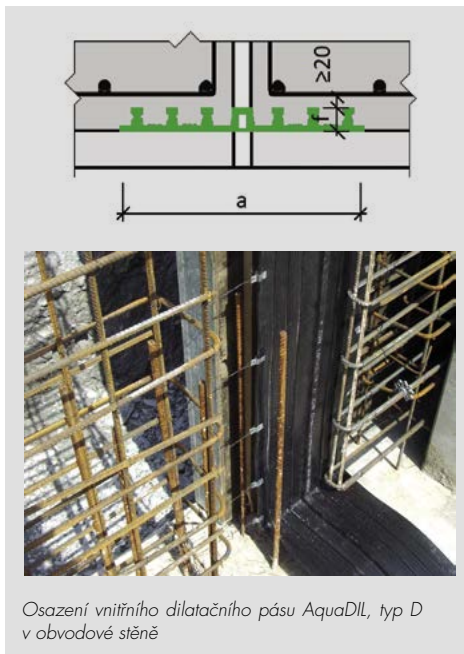 ≥20
f
a
Osazení vnitřního dilatačního pásu AquaDIL, typ D
v obvodové stěně